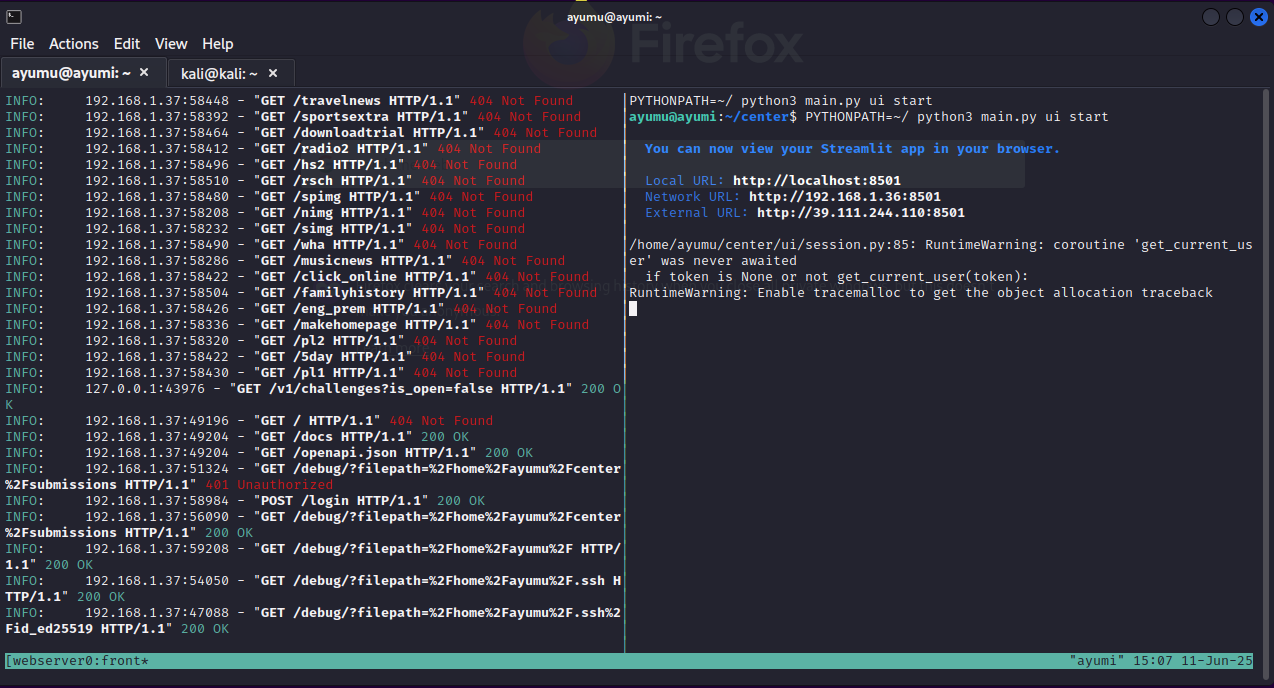 ayumu@ayumi: ~
Firefox
File Actions Edit View Help
ayumu@ayumi: ~ × kali@kali: ~ ×
INFO: 192.168.1.37:58448 - "GET /travelnews HTTP/1.1" 404 Not Found
INFO: 192.168.1.37:58392 - "GET /sportsextra HTTP/1.1" 404 Not Found
INFO: 192.168.1.37:58464 - "GET /downloadtrial HTTP/1.1" 404 Not Found
INFO: 192.168.1.37:58412 - "GET /radio2 HTTP/1.1" 404 Not Found
INFO: 192.168.1.37:58496 - "GET /hs2 HTTP/1.1" 404 Not Found
INFO: 192.168.1.37:58510 - "GET /rsch HTTP/1.1" 404 Not Found
INFO: 192.168.1.37:58480 - "GET /spimg HTTP/1.1" 404 Not Found
INFO: 192.168.1.37:58208 - "GET /nimg HTTP/1.1" 404 Not Found
INFO: 192.168.1.37:58232 - "GET /simg HTTP/1.1" 404 Not Found
INFO: 192.168.1.37:58490 - "GET /wha HTTP/1.1" 404 Not Found
INFO: 192.168.1.37:58286 - "GET /musicnews HTTP/1.1" 404 Not Found
INFO: 192.168.1.37:58422 - "GET /click_online HTTP/1.1" 404 Not Found
INFO: 192.168.1.37:58504 - "GET /familyhistory HTTP/1.1" 404 Not Found
INFO: 192.168.1.37:58426 - "GET /eng_prem HTTP/1.1" 404 Not Found
INFO: 192.168.1.37:58336 - "GET /makehomepage HTTP/1.1" 404 Not Found
INFO: 192.168.1.37:58320 - "GET /pl2 HTTP/1.1" 404 Not Found
INFO: 192.168.1.37:58422 - "GET /5day HTTP/1.1" 404 Not Found
INFO: 192.168.1.37:58430 - "GET /pl1 HTTP/1.1" 404 Not Found
INFO: 127.0.0.1:43976 - "GET /v1/challenges?is_open=false HTTP/1.1" 200 O
K
INFO: 192.168.1.37:49196 - "GET / HTTP/1.1" 404 Not Found
INFO: 192.168.1.37:49204 - "GET /docs HTTP/1.1" 200 OK
INFO: 192.168.1.37:49204 - "GET /openapi.json HTTP/1.1" 200 OK
INFO: 192.168.1.37:51324 - "GET /debug/?filepath=%2Fhome%2Fayumu%2Fcenter
%2Fsubmissions HTTP/1.1" 401 Unauthorized
INFO: 192.168.1.37:58984 - "POST /login HTTP/1.1" 200 OK
INFO: 192.168.1.37:56090 - "GET /debug/?filepath=%2Fhome%2Fayumu%2Fcenter
%2Fsubmissions HTTP/1.1" 200 OK
INFO: 192.168.1.37:59208 - "GET /debug/?filepath=%2Fhome%2Fayumu%2F HTTP/
1.1" 200 OK
INFO: 192.168.1.37:54050 - "GET /debug/?filepath=%2Fhome%2Fayumu%2F.ssh H
TTP/1.1" 200 OK
INFO: 192.168.1.37:47088 - "GET /debug/?filepath=%2Fhome%2Fayumu%2F.ssh%2
Fid_ed25519 HTTP/1.1" 200 OK
PYTHONPATH=~/ python3 main.py ui start
ayumu@ayumi:~/center$ PYTHONPATH=~/ python3 main.py ui start
You can now view your Streamlit app in your browser.
Local URL: http://localhost:8501
Network URL: http://192.168.1.36:8501
External URL: http://39.111.244.110:8501
/home/ayumu/center/ui/session.py:85: RuntimeWarning: coroutine 'get_current_us
er' was never awaited
if token is None or not get_current_user(token):
RuntimeWarning: Enable tracemalloc to get the object allocation traceback
[webserver0:front* "ayumi" 15:07 11-Jun-25